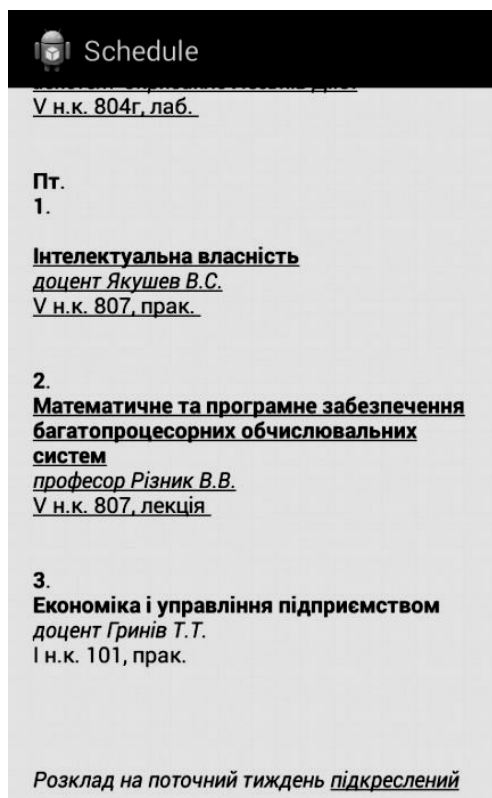 Schedule
V н.к. 804г, лаб.
Пт.
1.
Інтелектуальна власність
доцент Якушев В.С.
V н.к. 807, прак.
2.
Математичне та програмне забезпечення
багатопроцесорних обчислювальних
систем
професор Різник В.В.
V н.к. 807, лекція
3.
Економіка і управління підприємством
доцент Гринів Т.Т.
І н.к. 101, прак.
Розклад на поточний тиждень підкреслений